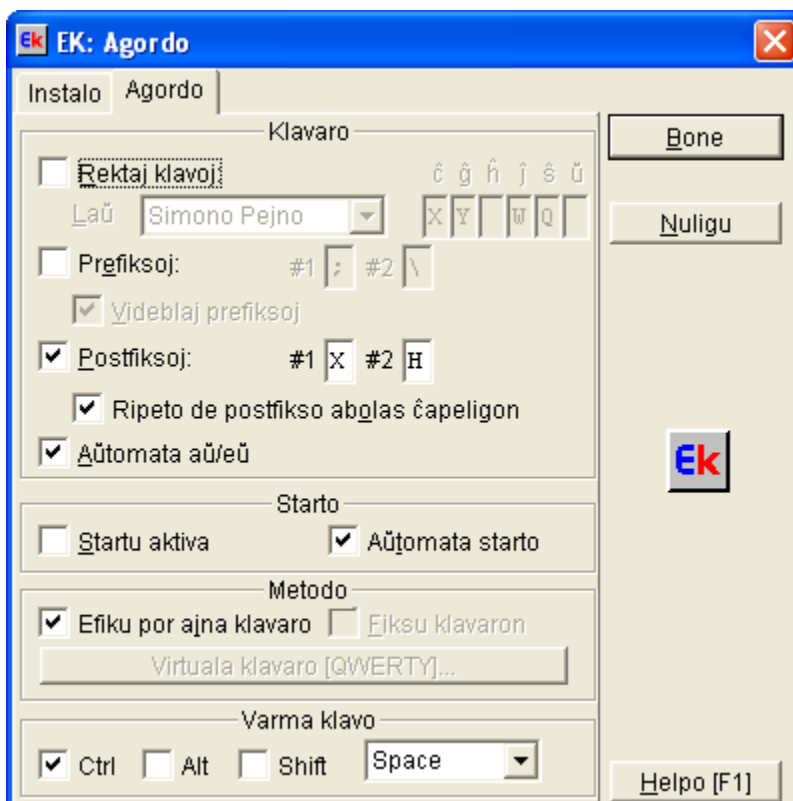 Ek EK: Agordo
Instalo Agordo
Klavaro
Rektaj klavoj: ĉ ĝ ĥ ĵ ŝ ŭ
Laŭ Simono Pejno X Y W Q
Prefiksoj: #1 ; #2 \
Videblaj prefiksoj
Postfiksoj: #1 X #2 H
Ripeto de postfikso abolas ĉapeligon
Aŭtomata aŭ/eŭ
Starto
Startu aktiva Aŭtomata starto
Metodo
Efiku por ajna klavaro Fiksu klavaron
Virtuala klavaro [QWERTY]...
Varma klavo
Ctrl Alt Shift Space
Bone
Nuligu
Ek
Helpo [F1]